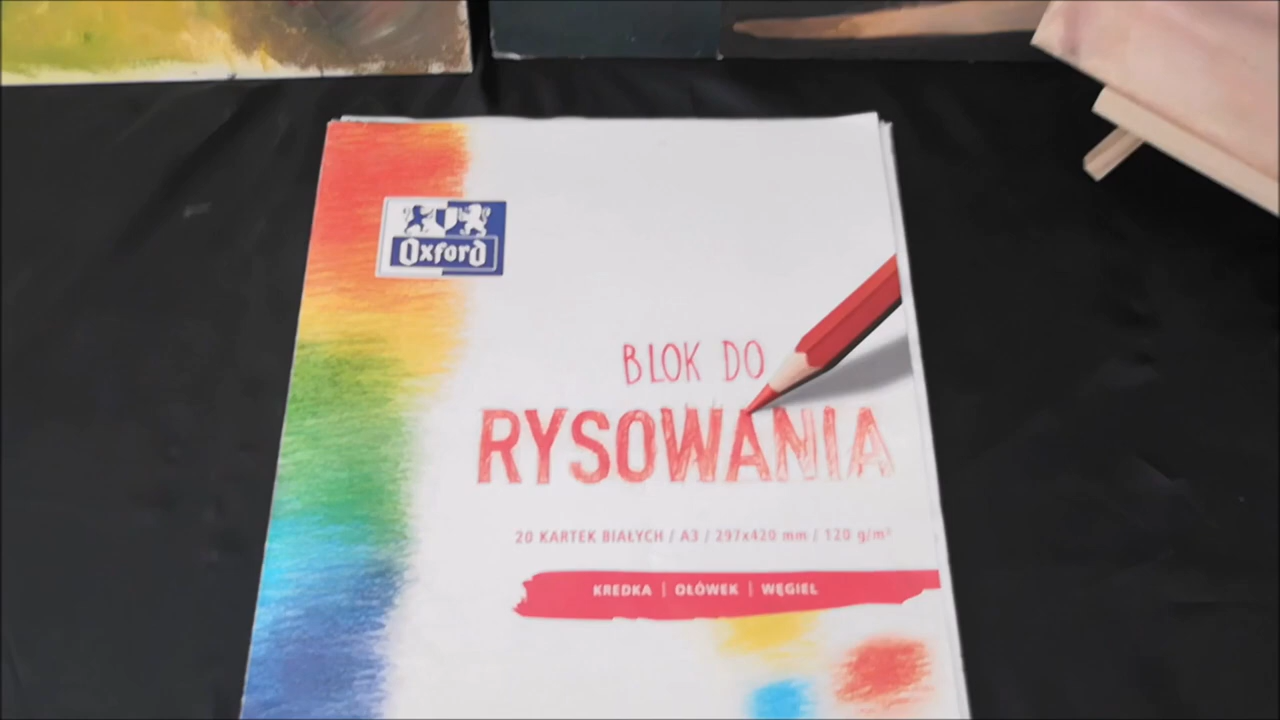 Oxford
BLOK DO
RYSOWANIA
20 KARTEK BIAŁYCH / A3 / 297x420 mm / 120 g/m²
KREDKA | OŁÓWEK | WĘGIEL